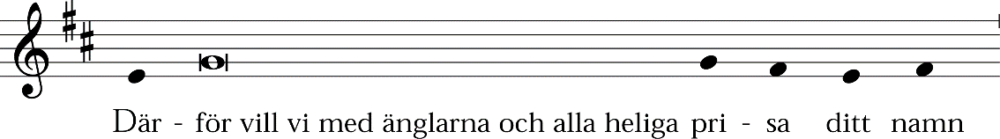 Där - för vill vi med änglarna och alla heliga pri - sa ditt namn